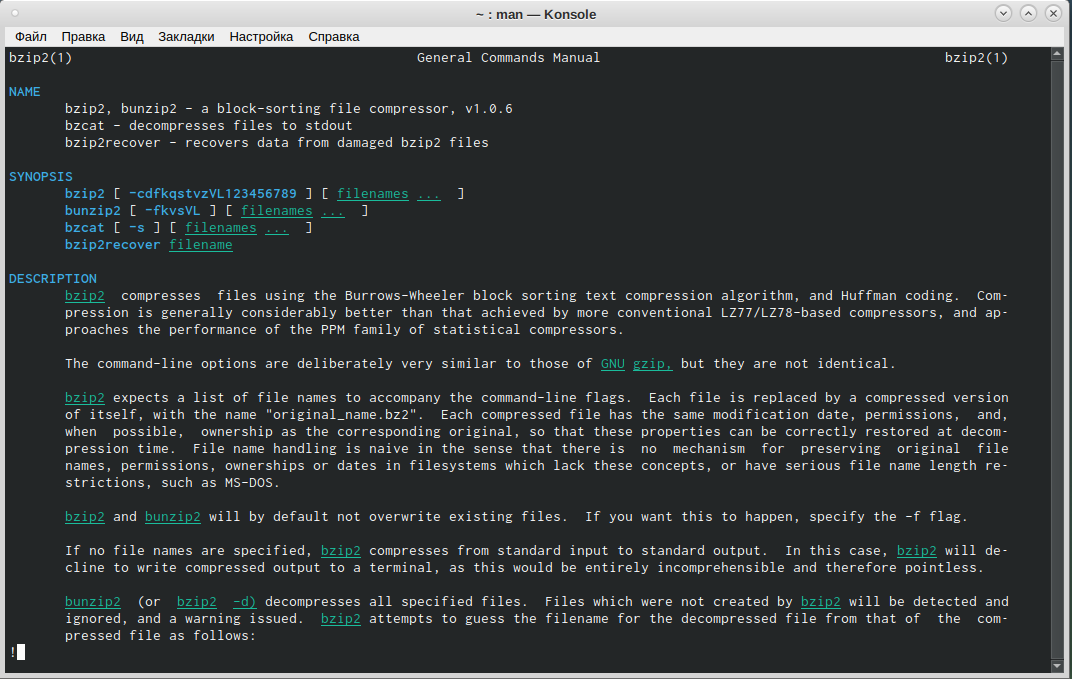 ~ : man — Konsole
Файл Правка Вид Закладки Настройка Справка
bzip2(1) General Commands Manual bzip2(1)
NAME
bzip2, bunzip2 - a block-sorting file compressor, v1.0.6
bzcat - decompresses files to stdout
bzip2recover - recovers data from damaged bzip2 files
SYNOPSIS
bzip2 [ -cdfkqstvzVL123456789 ] [ filenames ... ]
bunzip2 [ -fkvsVL ] [ filenames ... ]
bzcat [ -s ] [ filenames ... ]
bzip2recover filename
DESCRIPTION
bzip2 compresses files using the Burrows-Wheeler block sorting text compression algorithm, and Huffman coding. Com-
pression is generally considerably better than that achieved by more conventional LZ77/LZ78-based compressors, and ap-
proaches the performance of the PPM family of statistical compressors.
The command-line options are deliberately very similar to those of GNU gzip, but they are not identical.
bzip2 expects a list of file names to accompany the command-line flags. Each file is replaced by a compressed version
of itself, with the name "original_name.bz2". Each compressed file has the same modification date, permissions, and,
when possible, ownership as the corresponding original, so that these properties can be correctly restored at decom-
pression time. File name handling is naive in the sense that there is no mechanism for preserving original file
names, permissions, ownerships or dates in filesystems which lack these concepts, or have serious file name length re-
strictions, such as MS-DOS.
bzip2 and bunzip2 will by default not overwrite existing files. If you want this to happen, specify the -f flag.
If no file names are specified, bzip2 compresses from standard input to standard output. In this case, bzip2 will de-
cline to write compressed output to a terminal, as this would be entirely incomprehensible and therefore pointless.
bunzip2 (or bzip2 -d) decompresses all specified files. Files which were not created by bzip2 will be detected and
ignored, and a warning issued. bzip2 attempts to guess the filename for the decompressed file from that of the com-
pressed file as follows:
!